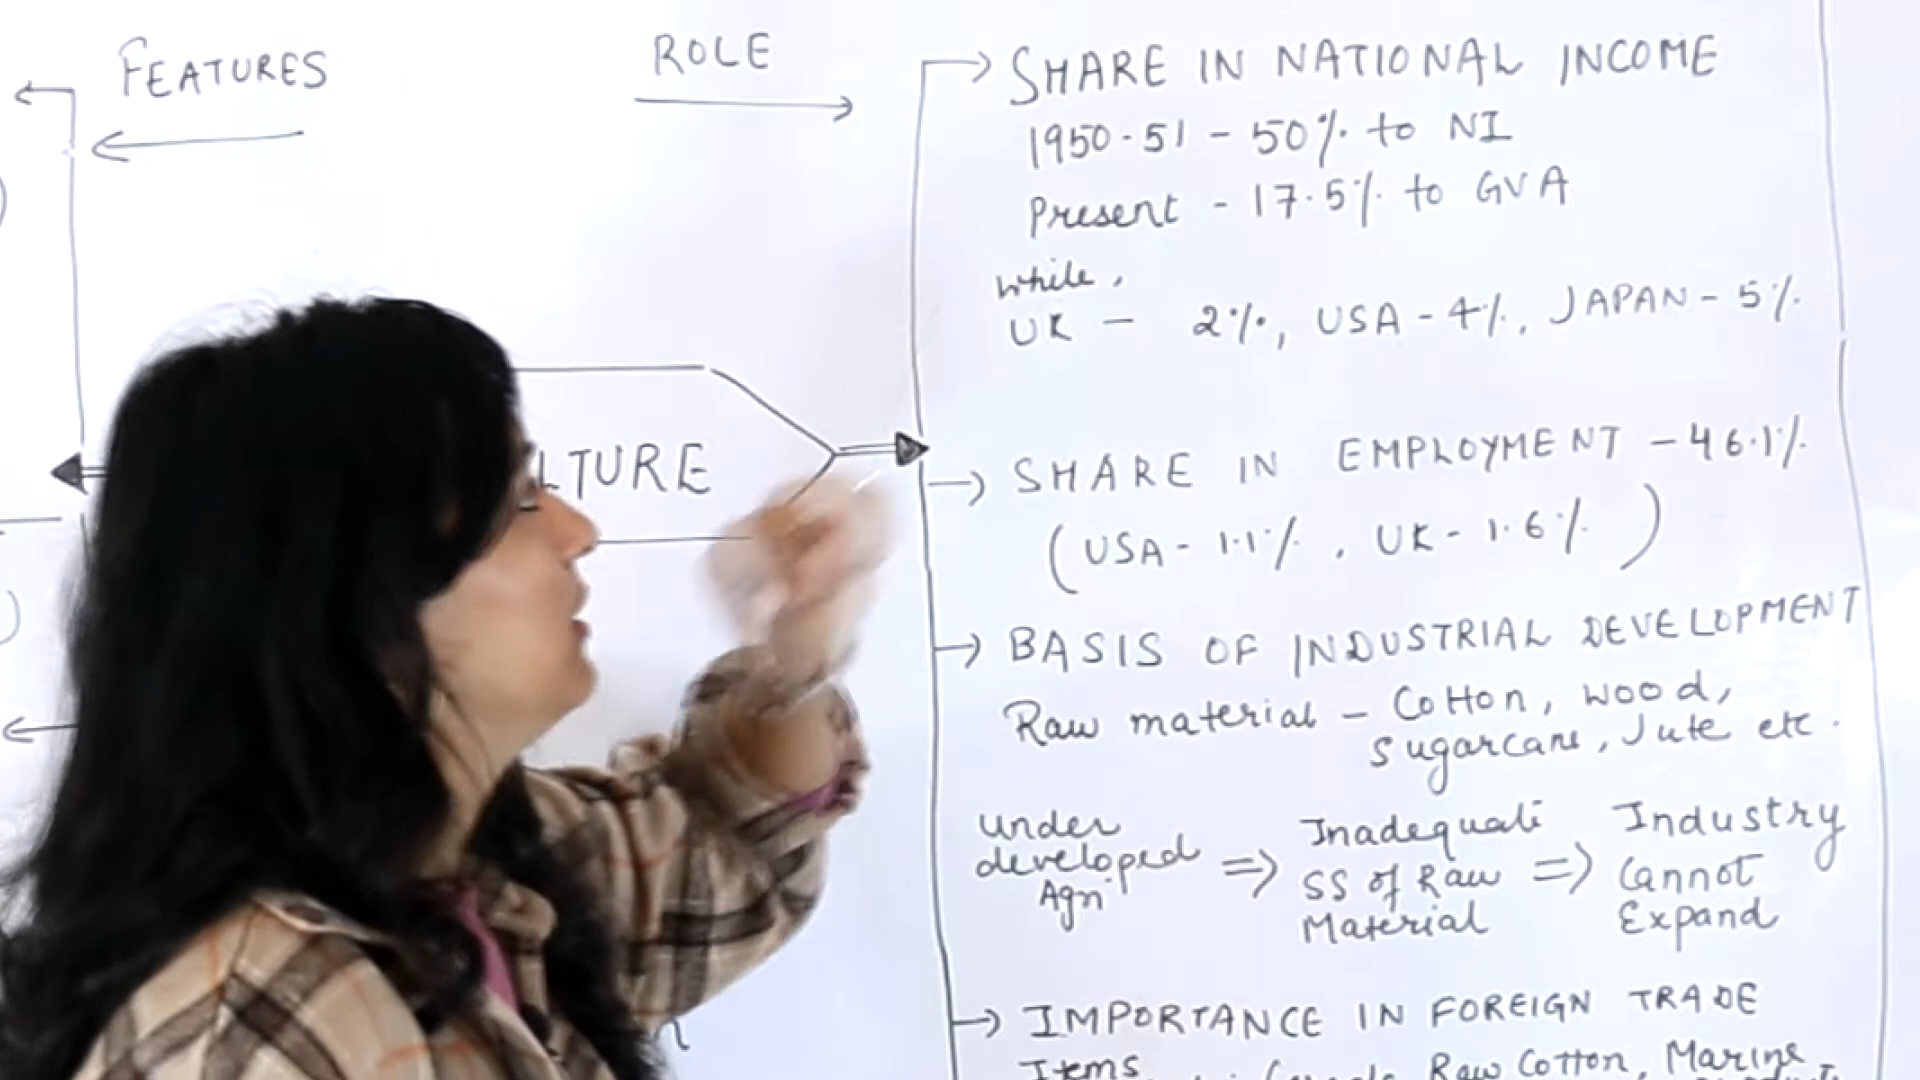 FEATURES
ROLE
LTURE
SHARE IN NATIONAL INCOME
1950-51 - 50% to NI
Present - 17.5% to GVA
while,
UK - 2%, USA - 4%, JAPAN - 5%
SHARE IN EMPLOYMENT - 46.1%
(USA - 1.1%, UK - 1.6%)
BASIS OF INDUSTRIAL DEVELOPMENT
Raw material - Cotton, wood,
Sugarcane, Jute etc.
Under
developed
Agri
⇒ Inadequate
SS of Raw
Material
⇒ Industry
Cannot
Expand
IMPORTANCE IN FOREIGN TRADE
Items
Raw Cotton, Marine